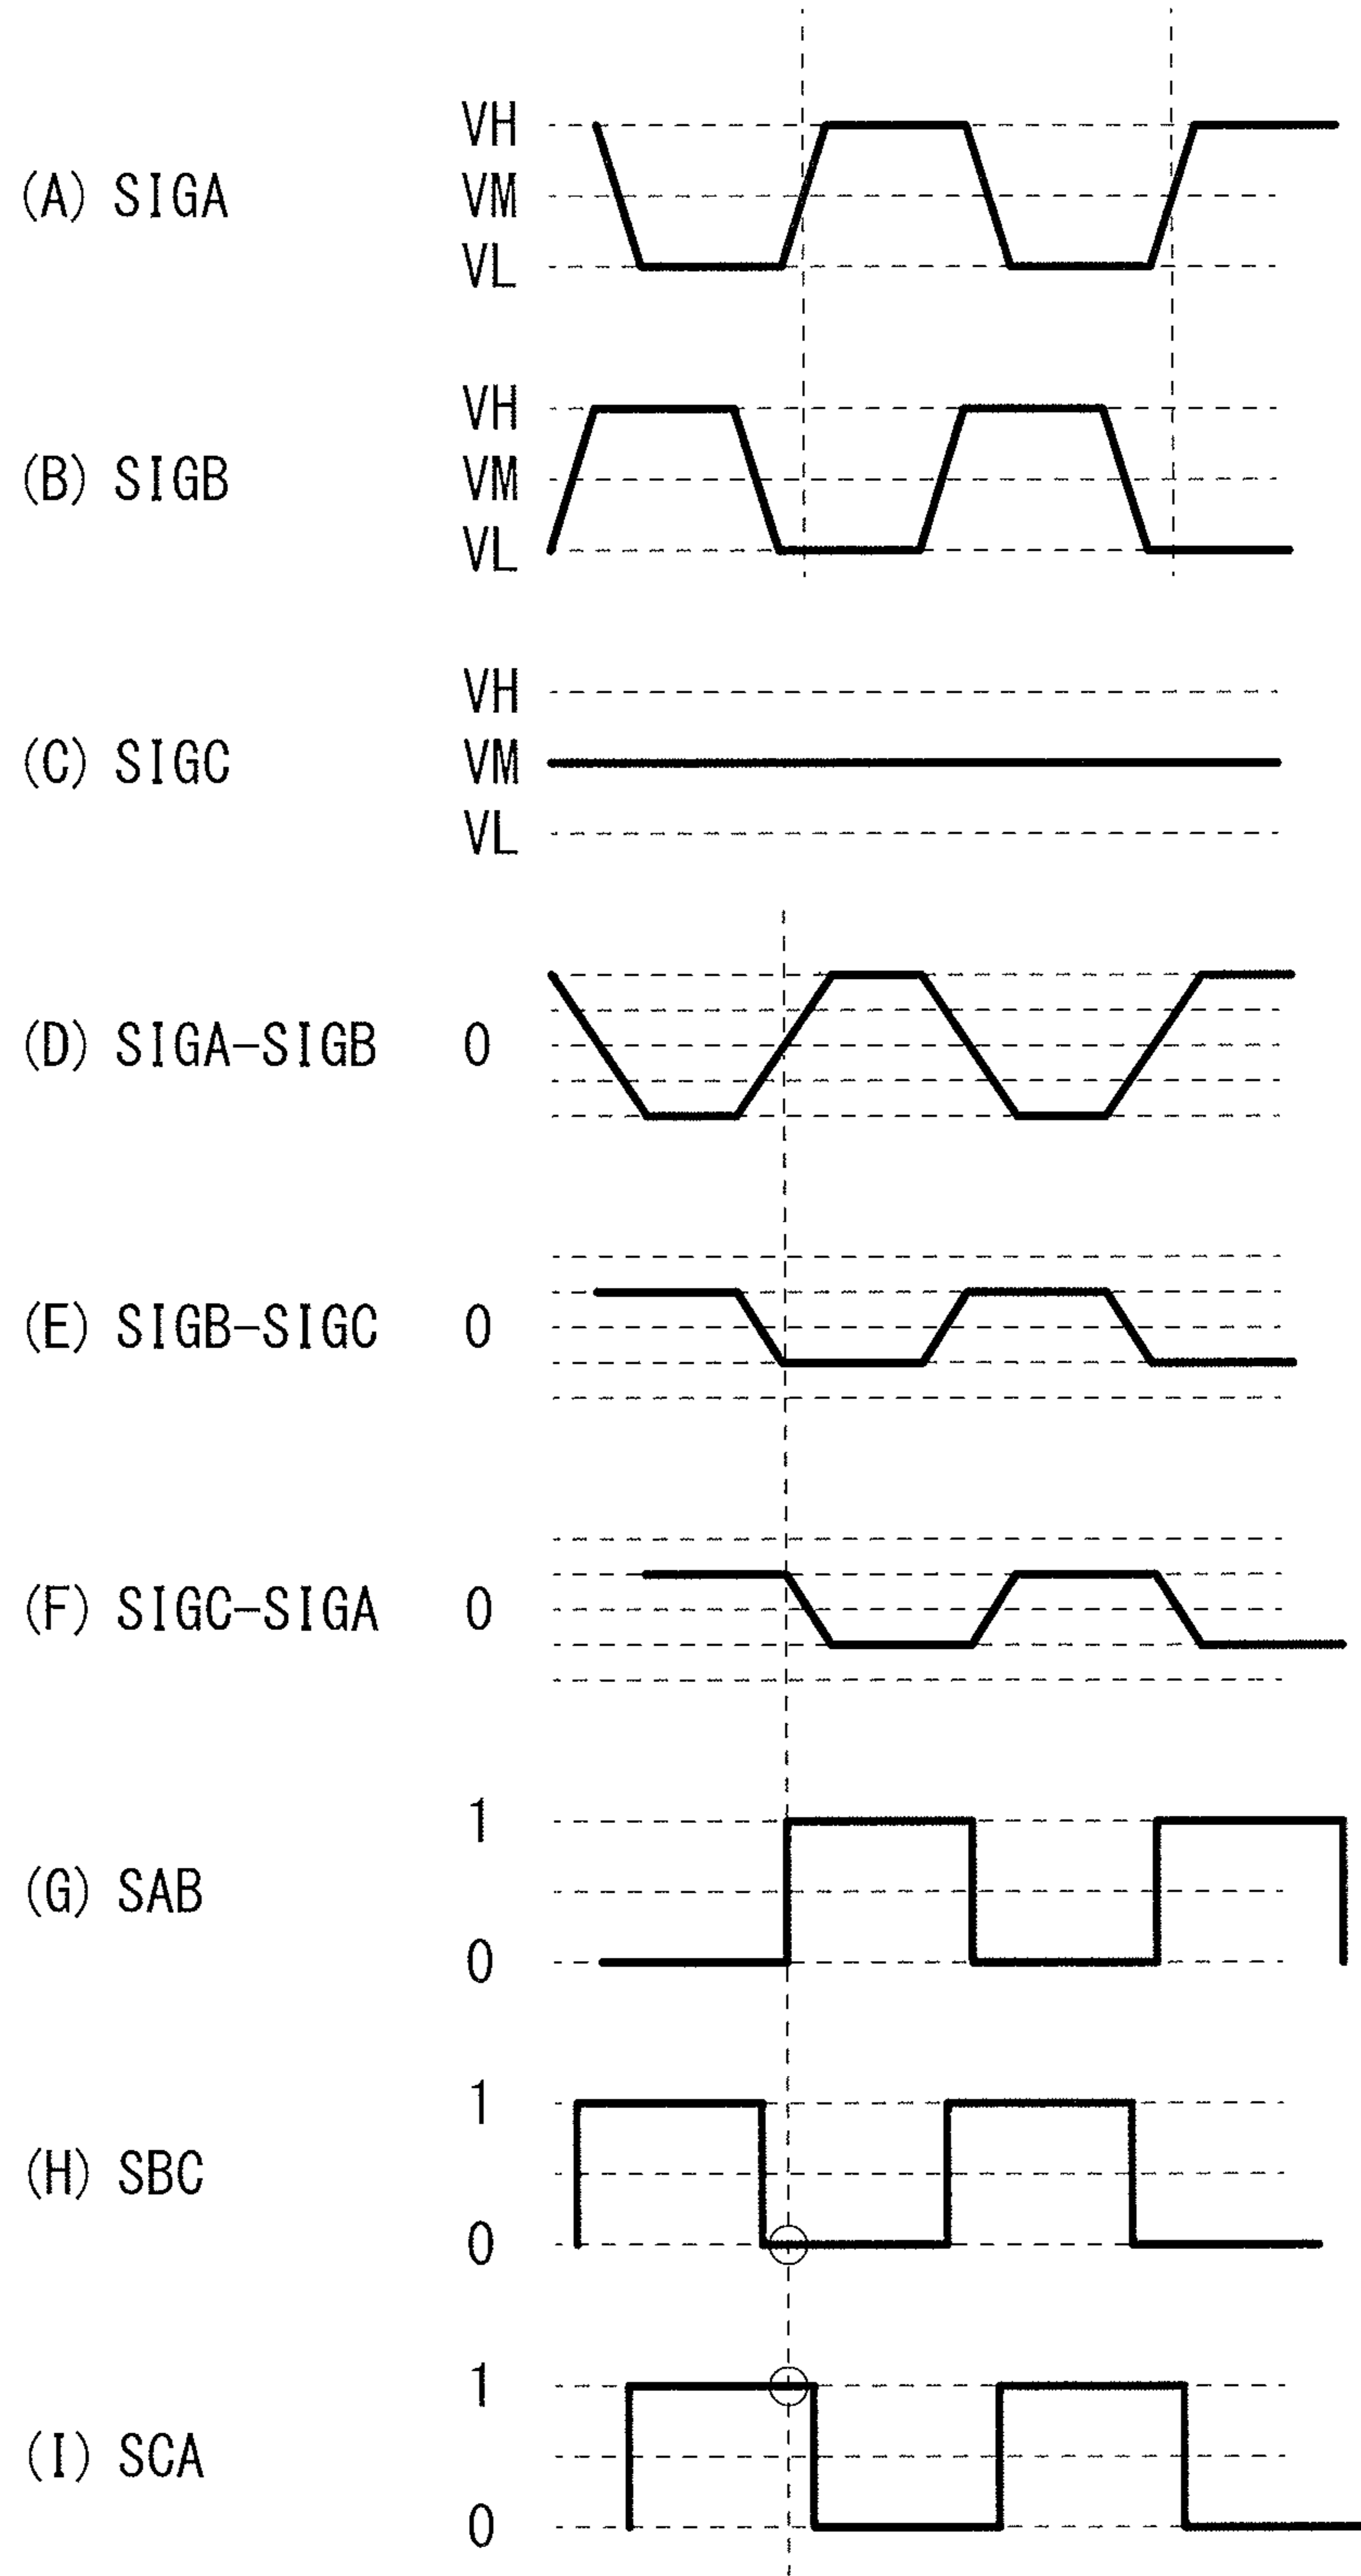 VH
(A) SIGA VM
VL
VH
(B) SIGB VM
VL
VH
(C) SIGC VM
VL
(D) SIGA-SIGB 0
(E) SIGB-SIGC 0
(F) SIGC-SIGA 0
1
(G) SAB
0
1
(H) SBC
0
1
(I) SCA
0